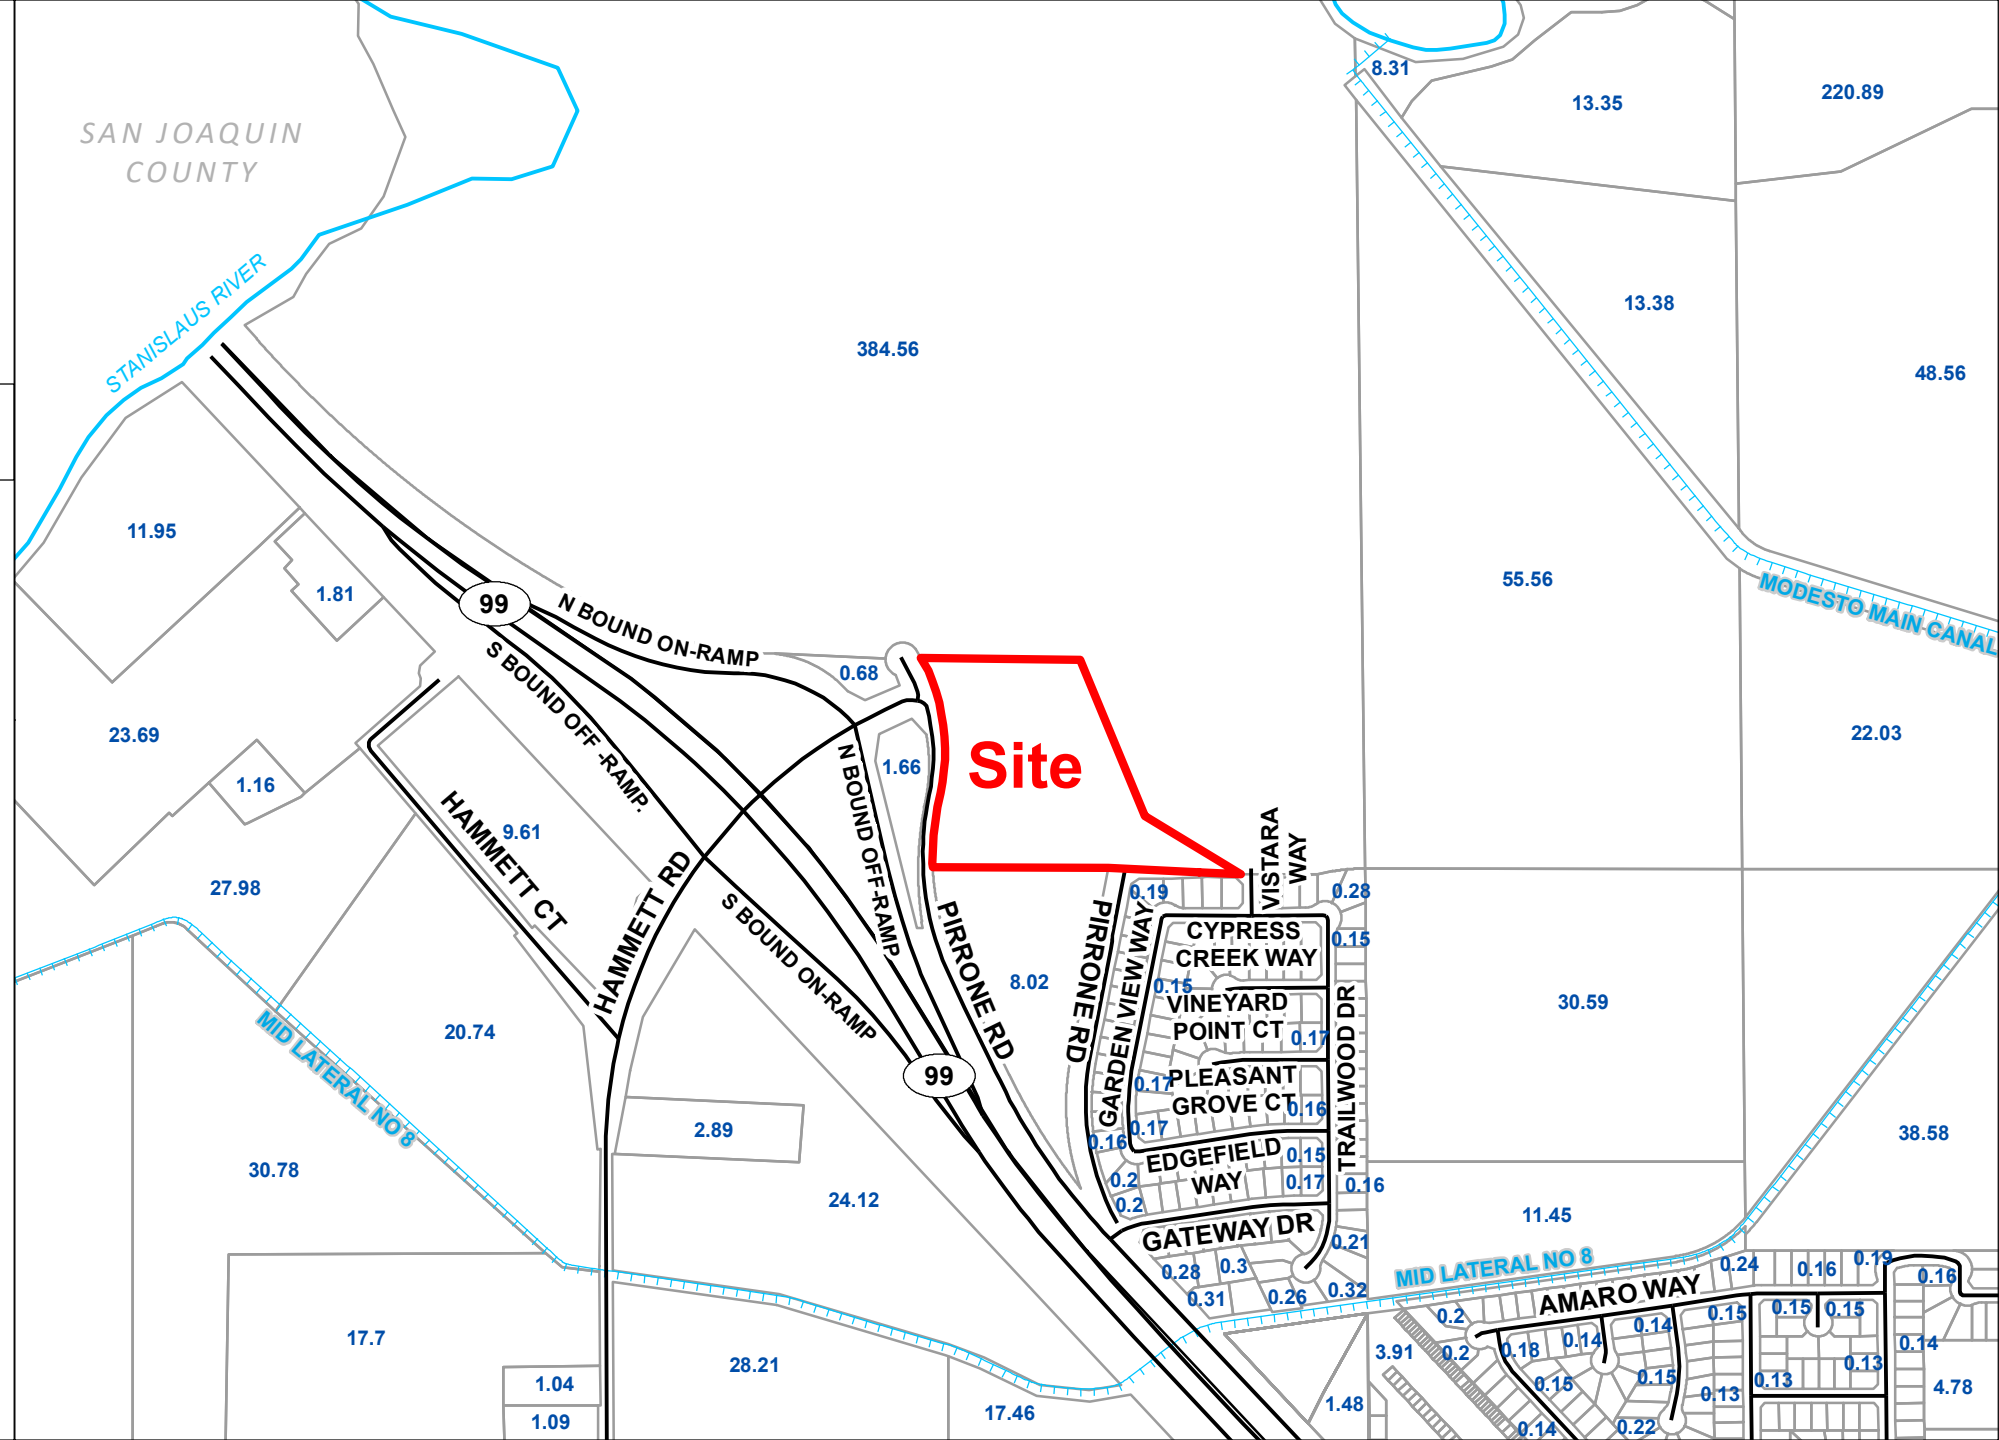 SAN JOAQUIN
COUNTY
8.31
13.35
220.89
STANISLAUS RIVER
13.38
384.56
48.56
11.95
1.81
99
N BOUND ON-RAMP
55.56
MODESTO MAIN CANAL
S BOUND OFF -RAMP.
0.68
23.69
1.16
Site
22.03
1.66
N BOUND OFF-RAMP
HAMMETT CT
9.61
HAMMETT RD
27.98
VISTARA
WAY
0.19
0.28
S BOUND ON-RAMP
PIRRONE RD
PIRRONE RD
GARDEN VIEW WAY
CYPRESS
CREEK WAY
0.15
8.02
0.15
VINEYARD
POINT CT
0.17
TRAILWOOD DR
30.59
MID LATERAL NO 8
20.74
99
0.17
PLEASANT
GROVE CT
0.16
2.89
0.17
0.16
38.58
30.78
EDGEFIELD
WAY
0.15
0.17
0.16
0.2
0.2
24.12
11.45
GATEWAY DR
0.21
0.28
0.3
0.31
0.26
0.32
MID LATERAL NO 8
0.24
0.16
0.19
0.16
AMARO WAY
0.2
0.15
0.15
0.15
17.7
28.21
3.91
0.2
0.18
0.14
0.14
0.14
0.13
1.04
0.15
0.15
0.13
0.13
4.78
1.09
17.46
1.48
0.14
0.22